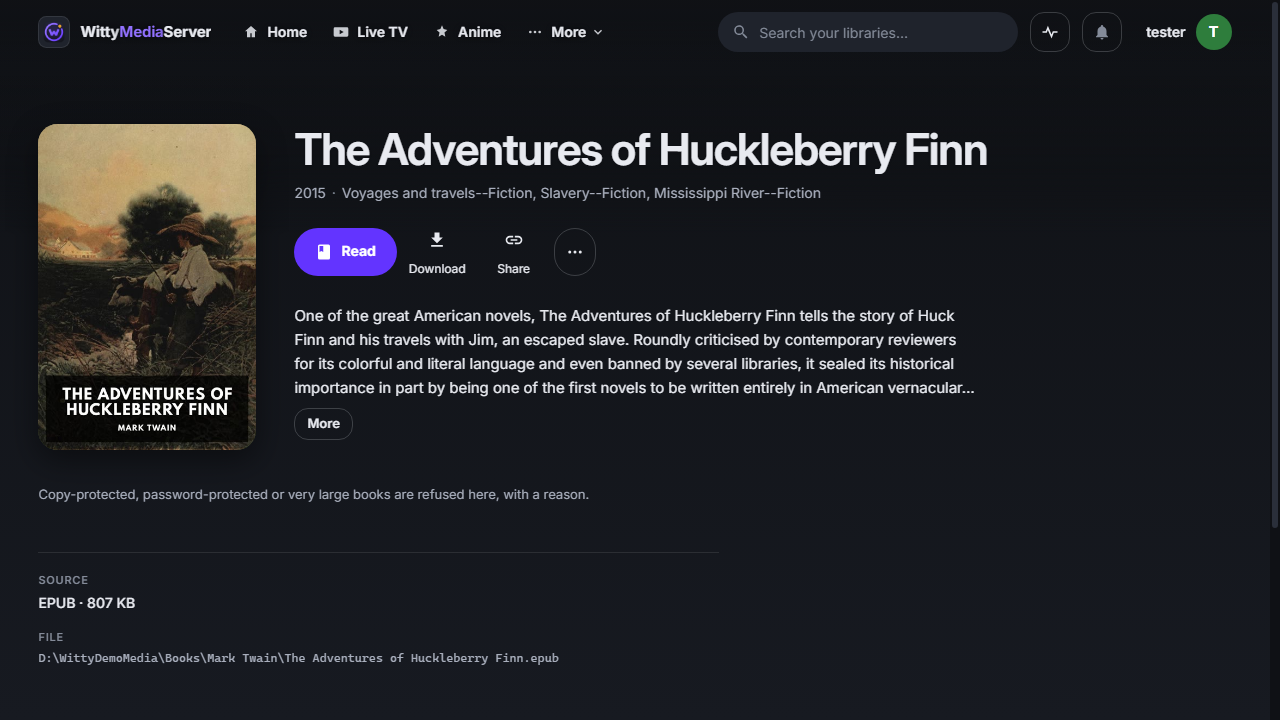 WittyMediaServer
Home
Live TV
Anime
More
Search your libraries...
tester
T
The Adventures of Huckleberry Finn
2015 · Voyages and travels--Fiction, Slavery--Fiction, Mississippi River--Fiction
Read
Download
Share
One of the great American novels, The Adventures of Huckleberry Finn tells the story of Huck
Finn and his travels with Jim, an escaped slave. Roundly criticised by contemporary reviewers
for its colorful and literal language and even banned by several libraries, it sealed its historical
importance in part by being one of the first novels to be written entirely in American vernacular...
More
THE ADVENTURES OF
HUCKLEBERRY FINN
MARK TWAIN
Copy-protected, password-protected or very large books are refused here, with a reason.
SOURCE
EPUB · 807 KB
FILE
D:\WittyDemoMedia\Books\Mark Twain\The Adventures of Huckleberry Finn.epub